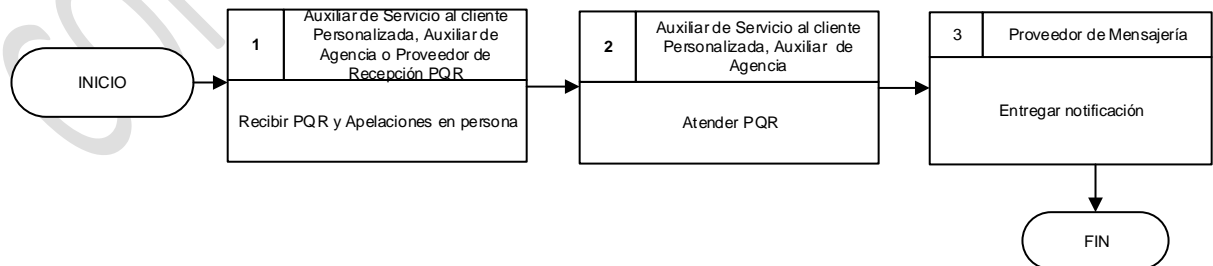 INICIO
1
Auxiliar de Servicio al cliente
Personalizada, Auxiliar de
Agencia o Proveedor de
Recepción PQR
Recibir PQR y Apelaciones en persona
2
Auxiliar de Servicio al cliente
Personalizada, Auxiliar de
Agencia
Atender PQR
3
Proveedor de Mensajería
Entregar notificación
FIN